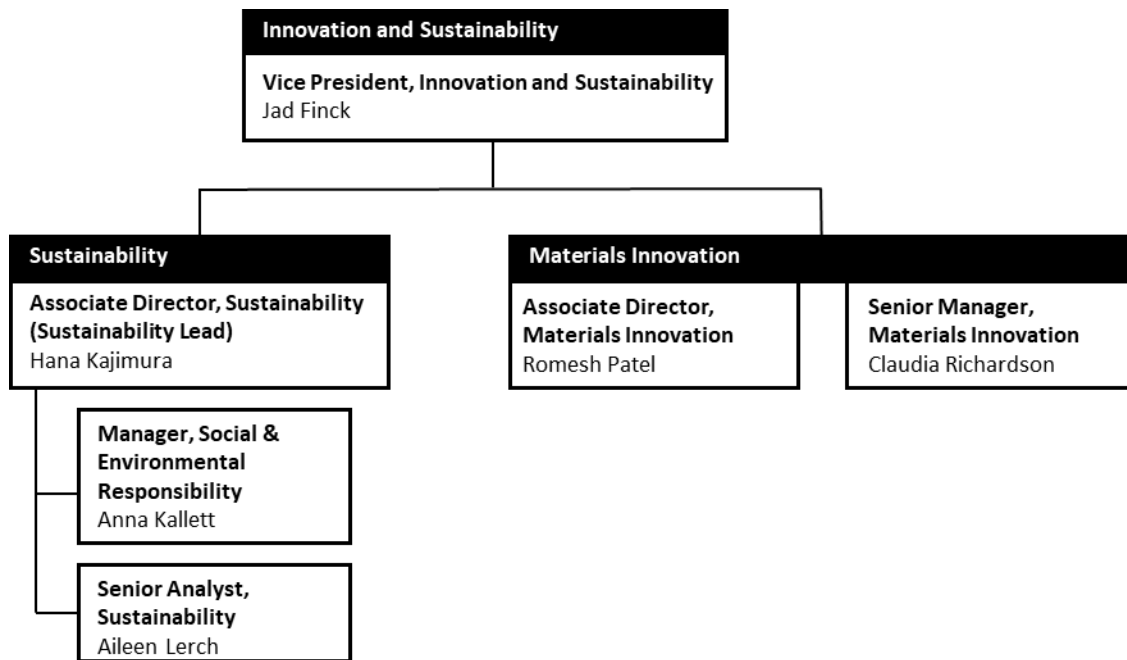 Innovation and Sustainability
Vice President, Innovation and Sustainability
Jad Finck
Sustainability
Associate Director, Sustainability
(Sustainability Lead)
Hana Kajimura
Manager, Social &
Environmental
Responsibility
Anna Kallett
Senior Analyst,
Sustainability
Aileen Lerch
Materials Innovation
Associate Director,
Materials Innovation
Romesh Patel
Senior Manager,
Materials Innovation
Claudia Richardson